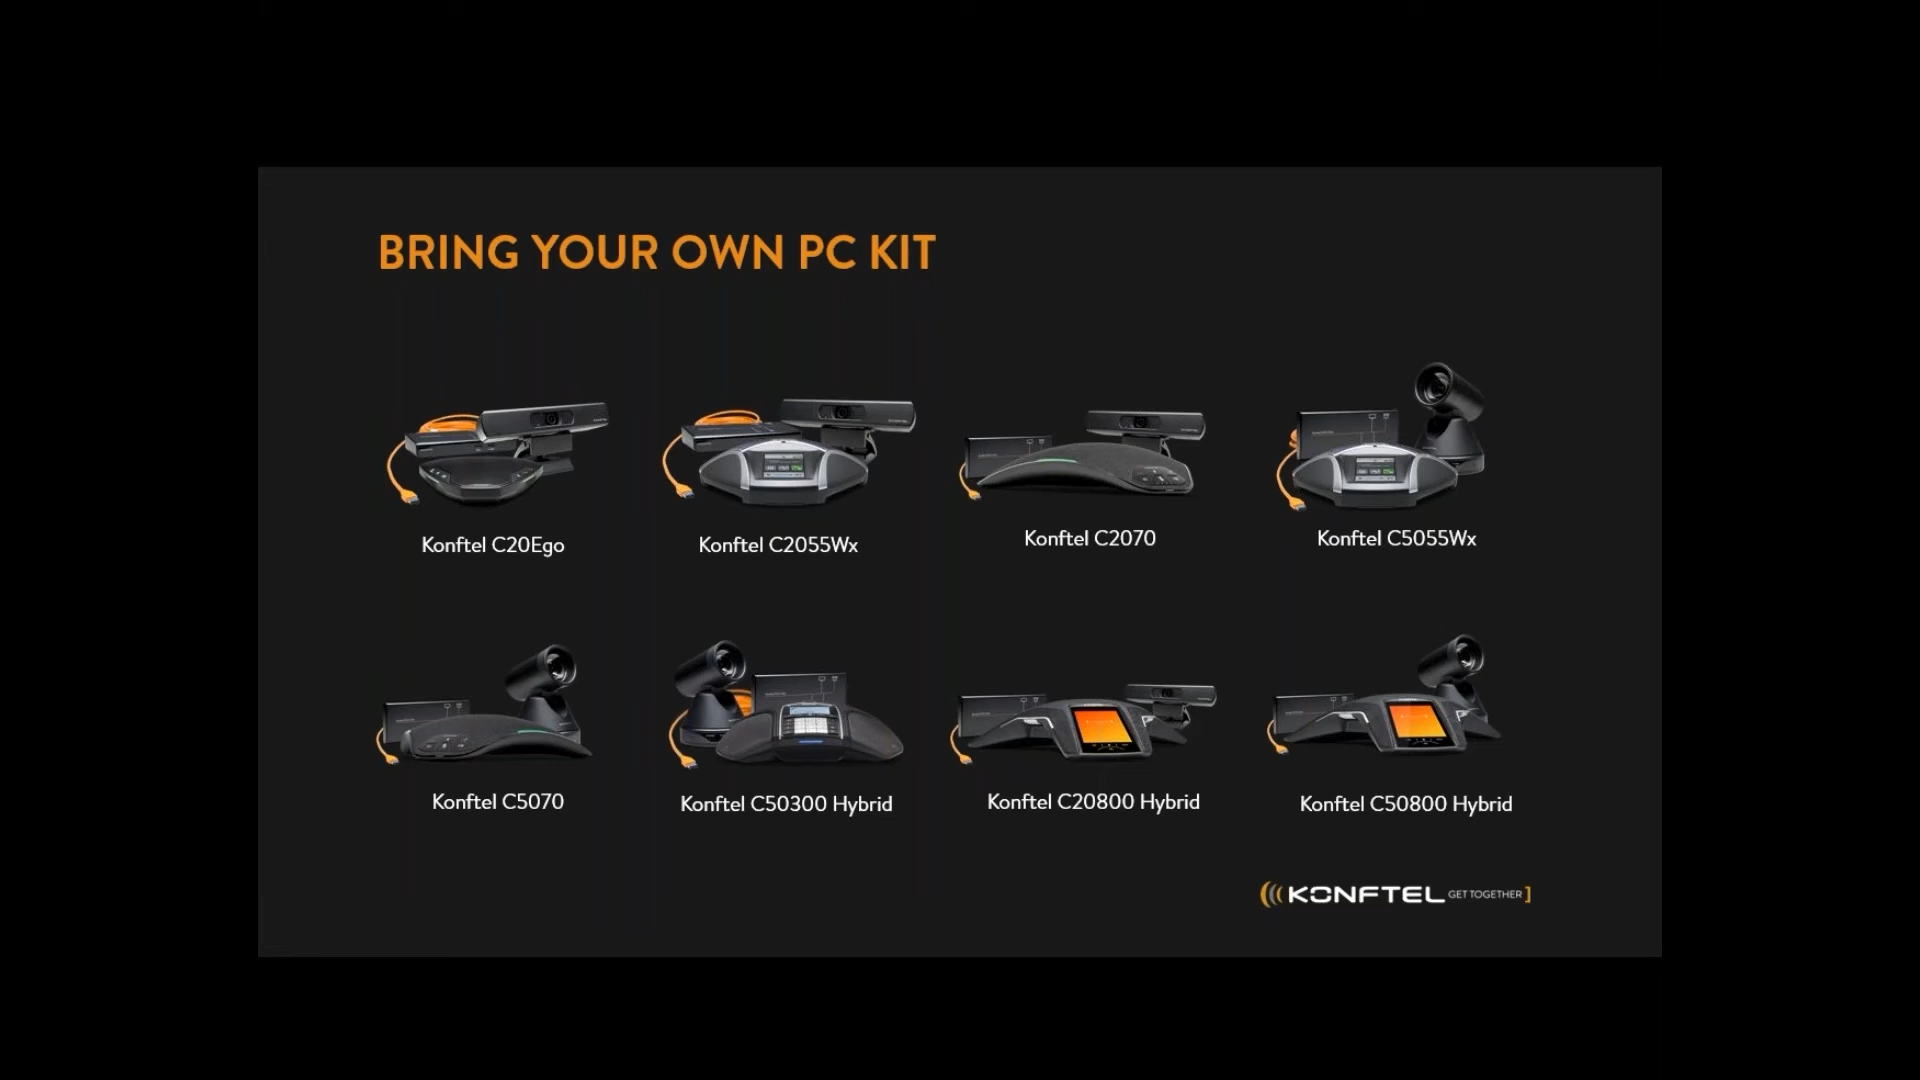 BRING YOUR OWN PC KIT
Konftel C20Ego
Konftel C2055Wx
Konftel C2070
Konftel C5055Wx
Konftel C5070
Konftel C50300 Hybrid
Konftel C20800 Hybrid
Konftel C50800 Hybrid
KONFTEL GET TOGETHER